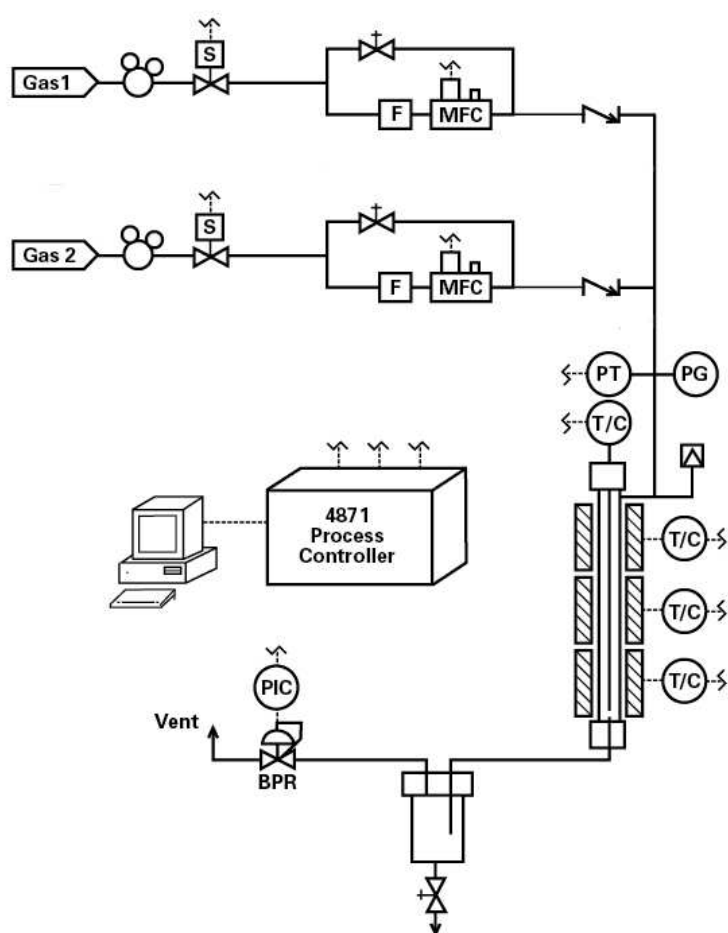 S
Gas1
F
MFC
S
Gas 2
F
MFC
PT
PG
T/C
4871
Process
Controller
T/C
T/C
T/C
PIC
Vent
BPR